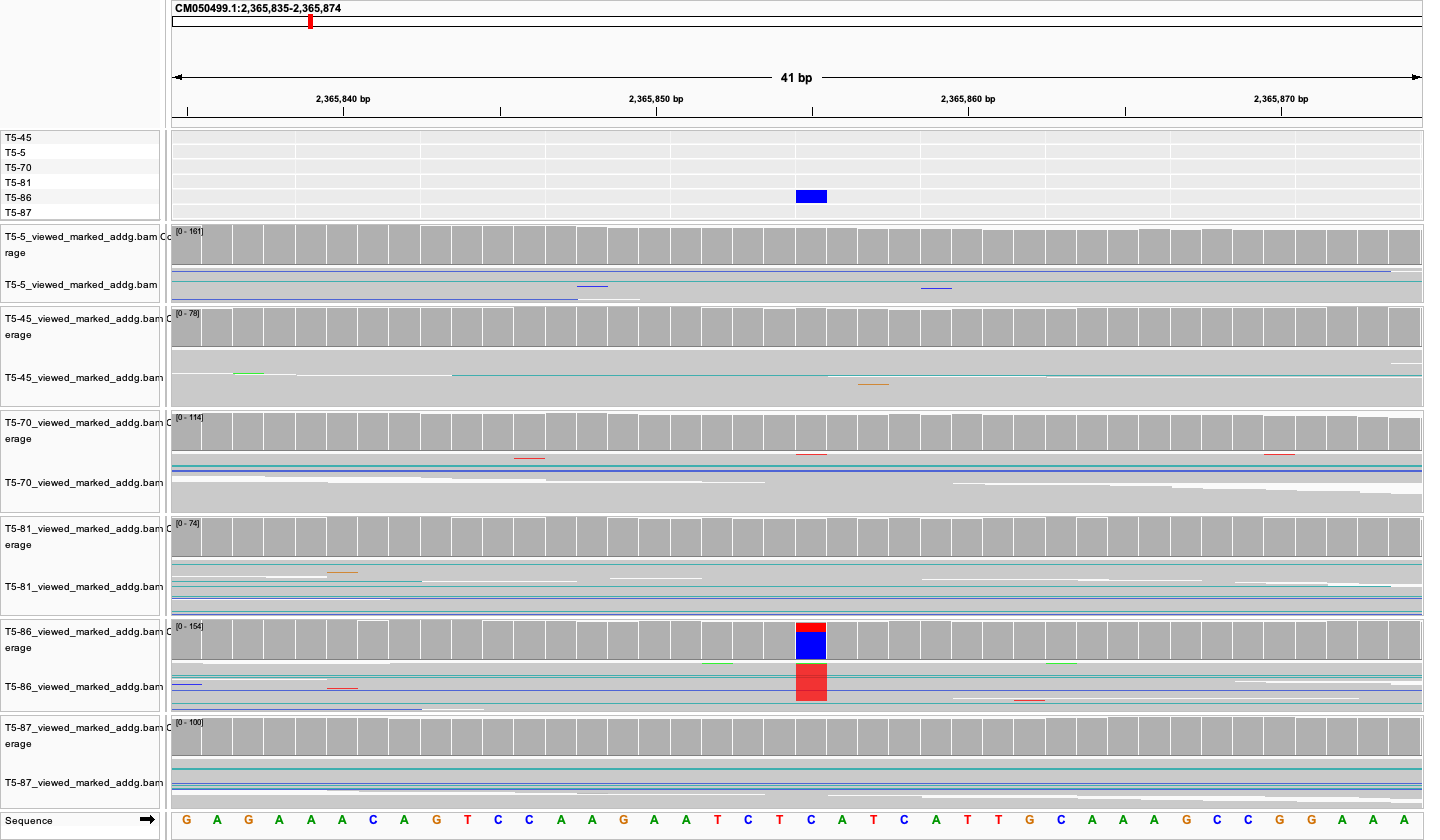 CM050499.1:2,365,835-2,365,874
41 bp
2,365,840 bp 2,365,850 bp 2,365,860 bp 2,365,870 bp
T5-45
T5-5
T5-70
T5-81
T5-86
T5-87
T5-5_viewed_marked_addg.bam Co
rage
[0 - 161]
T5-5_viewed_marked_addg.bam
T5-45_viewed_marked_addg.bam C
erage
[0 - 78]
T5-45_viewed_marked_addg.bam
T5-70_viewed_marked_addg.bam C
erage
[0 - 114]
T5-70_viewed_marked_addg.bam
T5-81_viewed_marked_addg.bam C
erage
[0 - 74]
T5-81_viewed_marked_addg.bam
T5-86_viewed_marked_addg.bam C
erage
[0 - 154]
T5-86_viewed_marked_addg.bam
T5-87_viewed_marked_addg.bam C
erage
[0 - 100]
T5-87_viewed_marked_addg.bam
Sequence G A G A A A C A G T C C A A G A A T C T C A T C A T T G C A A A G C C G G A A A